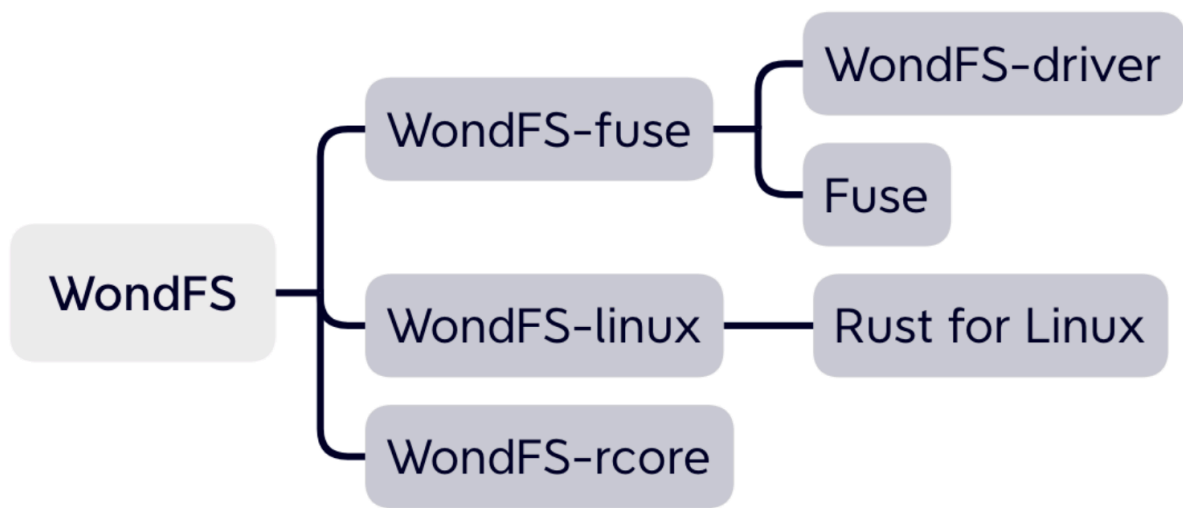 WondFS
WondFS-fuse
WondFS-driver
Fuse
WondFS-linux
Rust for Linux
WondFS-rcore